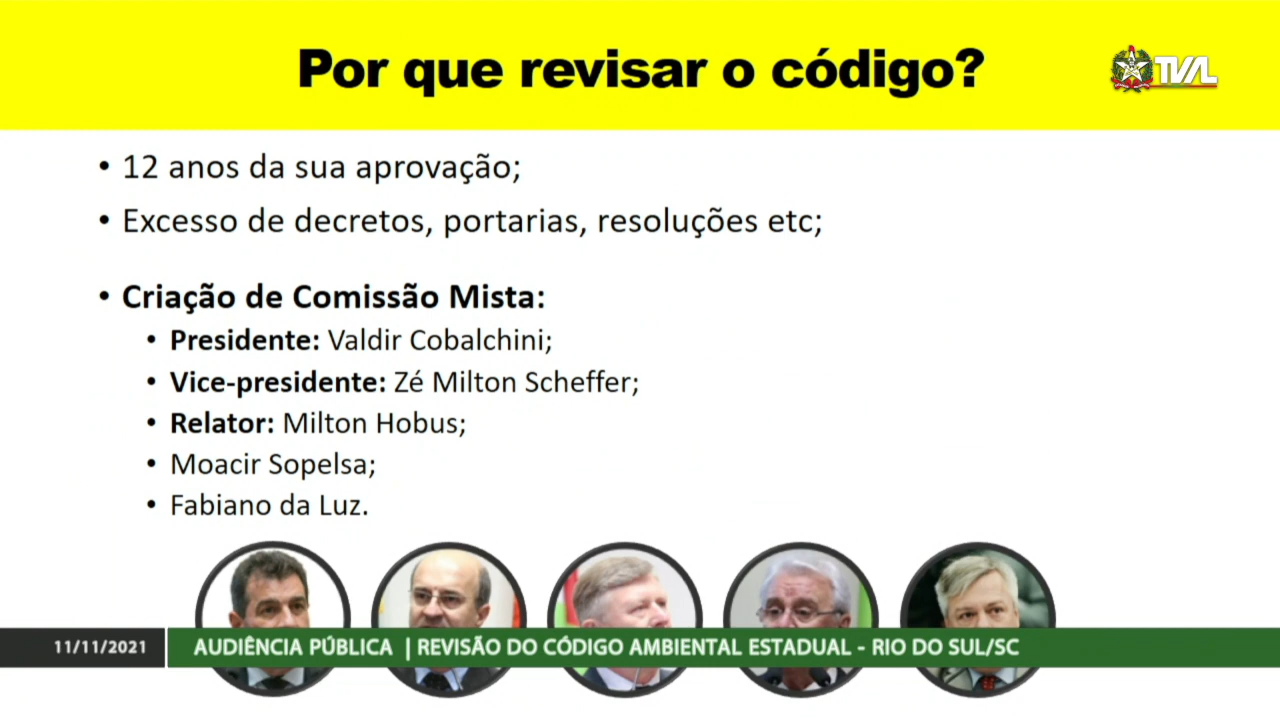 Por que revisar o código?
TVAL
• 12 anos da sua aprovação;
• Excesso de decretos, portarias, resoluções etc;
• Criação de Comissão Mista:
• Presidente: Valdir Cobalchini;
• Vice-presidente: Zé Milton Scheffer;
• Relator: Milton Hobus;
• Moacir Sopelsa;
• Fabiano da Luz.
11/11/2021
AUDIÊNCIA PÚBLICA | REVISÃO DO CÓDIGO AMBIENTAL ESTADUAL - RIO DO SUL/SC